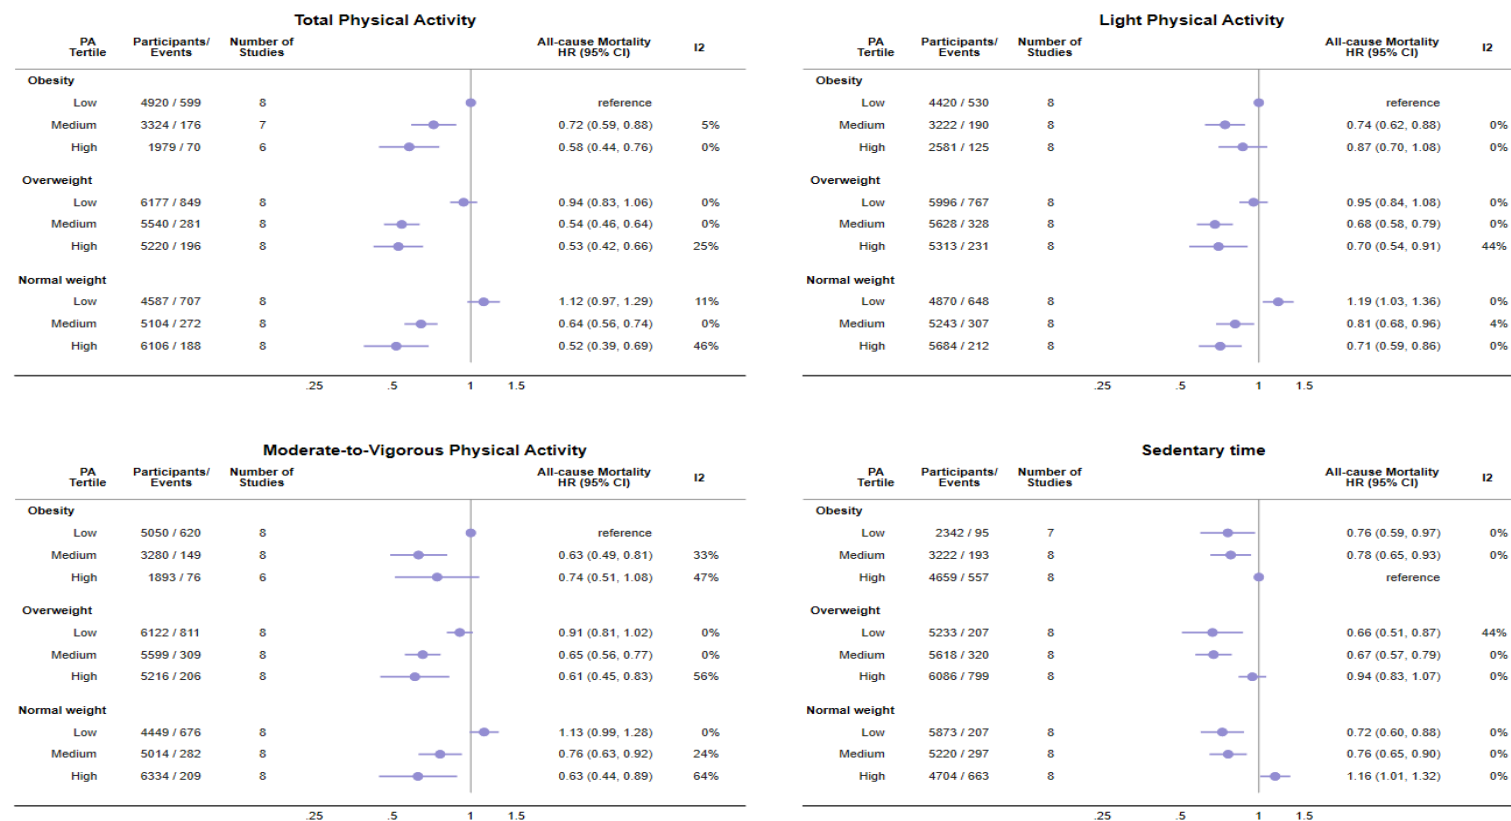 Total Physical Activity
PA Tertile Participants/ Events Number of Studies All-cause Mortality HR (95% CI) I2
Obesity
Low 4920 / 599 8 reference
Medium 3324 / 176 7 0.72 (0.59, 0.88) 5%
High 1979 / 70 6 0.58 (0.44, 0.76) 0%
Overweight
Low 6177 / 849 8 0.94 (0.83, 1.06) 0%
Medium 5540 / 281 8 0.54 (0.46, 0.64) 0%
High 5220 / 196 8 0.53 (0.42, 0.66) 25%
Normal weight
Low 4587 / 707 8 1.12 (0.97, 1.29) 11%
Medium 5104 / 272 8 0.64 (0.56, 0.74) 0%
High 6106 / 188 8 0.52 (0.39, 0.69) 46%
.25 .5 1 1.5
Light Physical Activity
PA Tertile Participants/ Events Number of Studies All-cause Mortality HR (95% CI) I2
Obesity
Low 4420 / 530 8 reference
Medium 3222 / 190 8 0.74 (0.62, 0.88) 0%
High 2581 / 125 8 0.87 (0.70, 1.08) 0%
Overweight
Low 5996 / 767 8 0.95 (0.84, 1.08) 0%
Medium 5628 / 328 8 0.68 (0.58, 0.79) 0%
High 5313 / 231 8 0.70 (0.54, 0.91) 44%
Normal weight
Low 4870 / 648 8 1.19 (1.03, 1.36) 0%
Medium 5243 / 307 8 0.81 (0.68, 0.96) 4%
High 5684 / 212 8 0.71 (0.59, 0.86) 0%
.25 .5 1 1.5
Moderate-to-Vigorous Physical Activity
PA Tertile Participants/ Events Number of Studies All-cause Mortality HR (95% CI) I2
Obesity
Low 5050 / 620 8 reference
Medium 3280 / 149 8 0.63 (0.49, 0.81) 33%
High 1893 / 76 6 0.74 (0.51, 1.08) 47%
Overweight
Low 6122 / 811 8 0.91 (0.81, 1.02) 0%
Medium 5599 / 309 8 0.65 (0.56, 0.77) 0%
High 5216 / 206 8 0.61 (0.45, 0.83) 56%
Normal weight
Low 4449 / 676 8 1.13 (0.99, 1.28) 0%
Medium 5014 / 282 8 0.76 (0.63, 0.92) 24%
High 6334 / 209 8 0.63 (0.44, 0.89) 64%
.25 .5 1 1.5
Sedentary time
PA Tertile Participants/ Events Number of Studies All-cause Mortality HR (95% CI) I2
Obesity
Low 2342 / 95 7 0.76 (0.59, 0.97) 0%
Medium 3222 / 193 8 0.78 (0.65, 0.93) 0%
High 4659 / 557 8 reference
Overweight
Low 5233 / 207 8 0.66 (0.51, 0.87) 44%
Medium 5618 / 320 8 0.67 (0.57, 0.79) 0%
High 6086 / 799 8 0.94 (0.83, 1.07) 0%
Normal weight
Low 5873 / 207 8 0.72 (0.60, 0.88) 0%
Medium 5220 / 297 8 0.76 (0.65, 0.90) 0%
High 4704 / 663 8 1.16 (1.01, 1.32) 0%
.25 .5 1 1.5